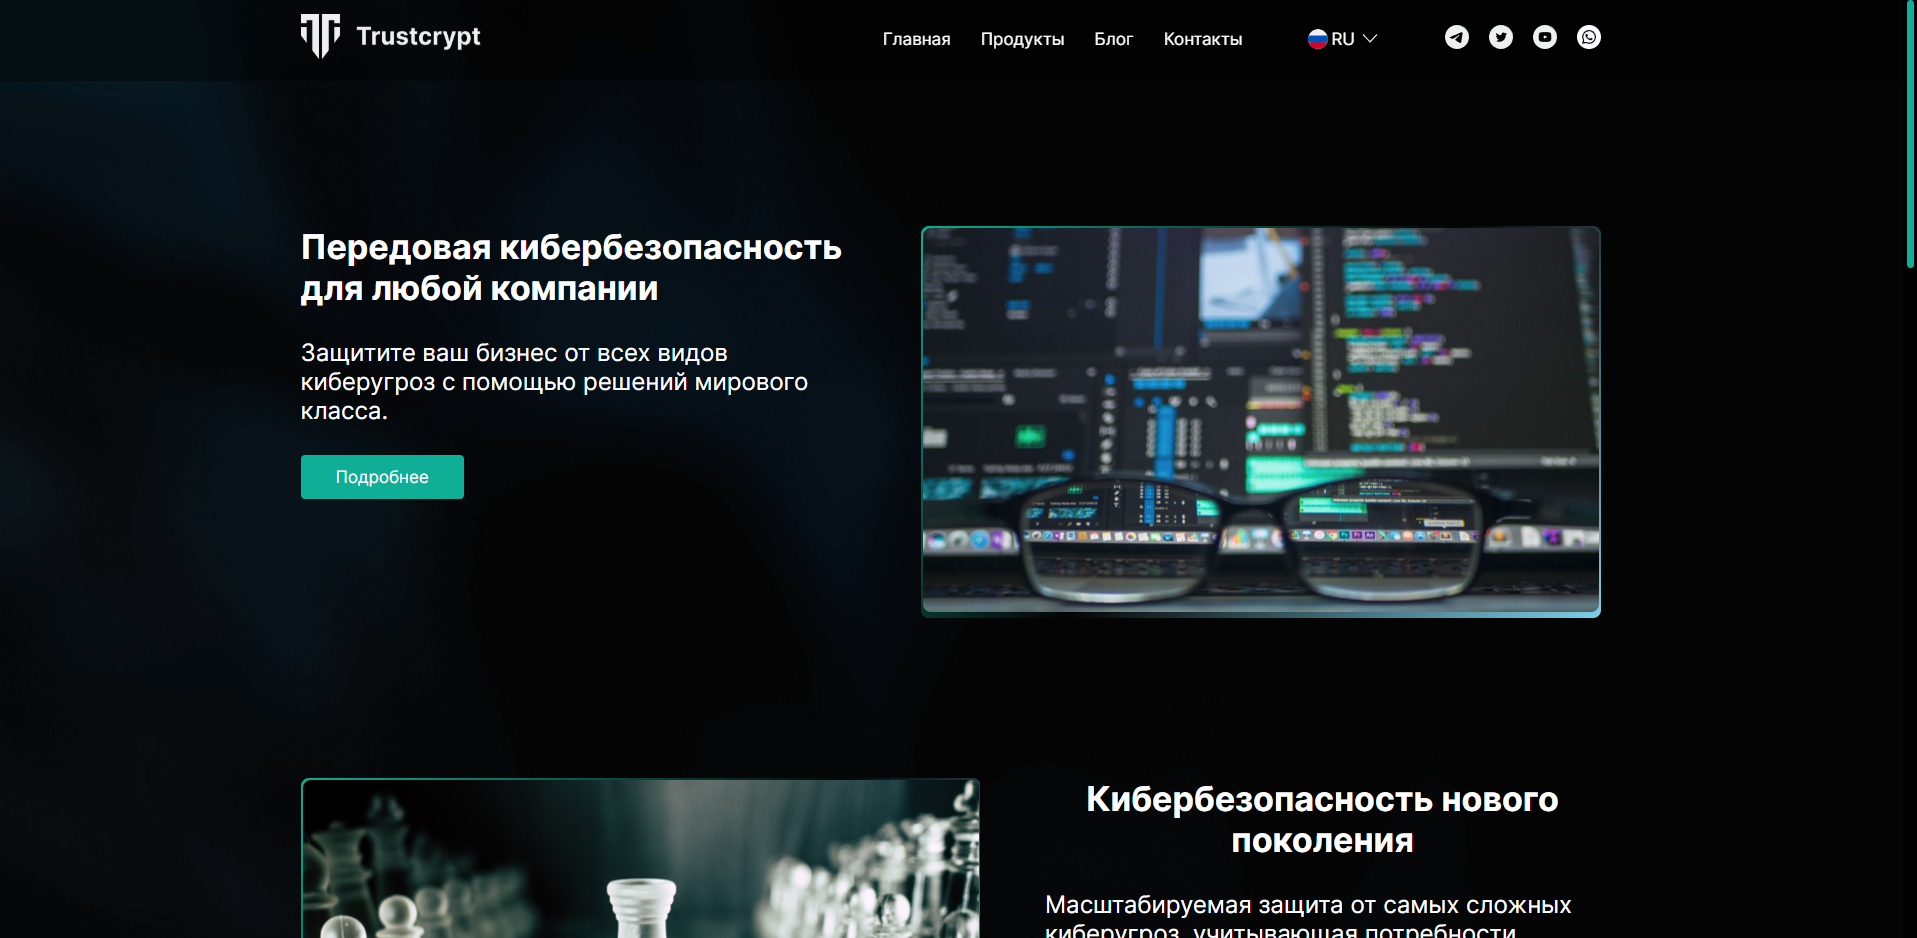 Trustcrypt
Главная Продукты Блог Контакты RU
Передовая кибербезопасность
для любой компании
Защитите ваш бизнес от всех видов
киберугроз с помощью решений мирового
класса.
Подробнее
Кибербезопасность нового
поколения
Масштабируемая защита от самых сложных
киберугроз, учитывающая потребности